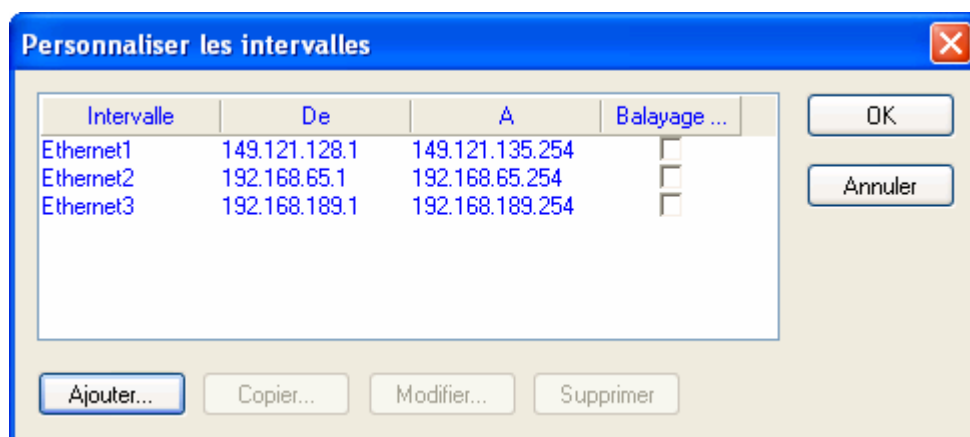 Personnaliser les intervalles
Intervalle De A Balayage ...
Ethernet1 149.121.128.1 149.121.135.254
Ethernet2 192.168.65.1 192.168.65.254
Ethernet3 192.168.189.1 192.168.189.254
OK
Annuler
Ajouter... Copier... Modifier... Supprimer